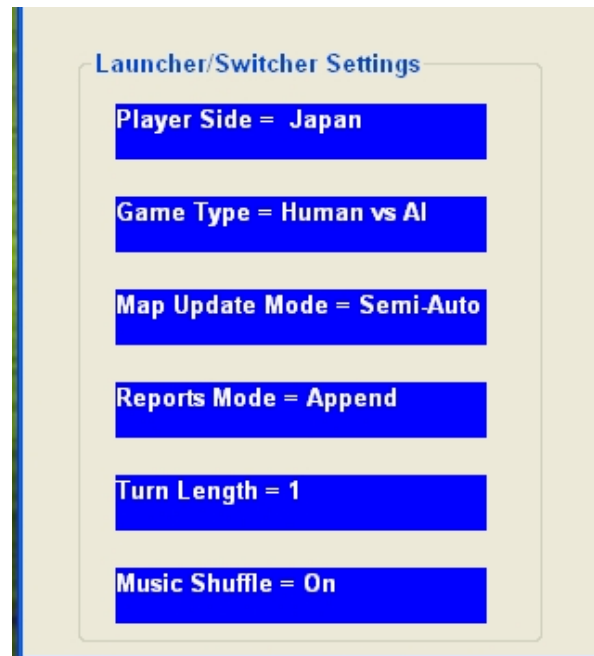 Launcher/Switcher Settings
Player Side = Japan
Game Type = Human vs AI
Map Update Mode = Semi-Auto
Reports Mode = Append
Turn Length = 1
Music Shuffle = On